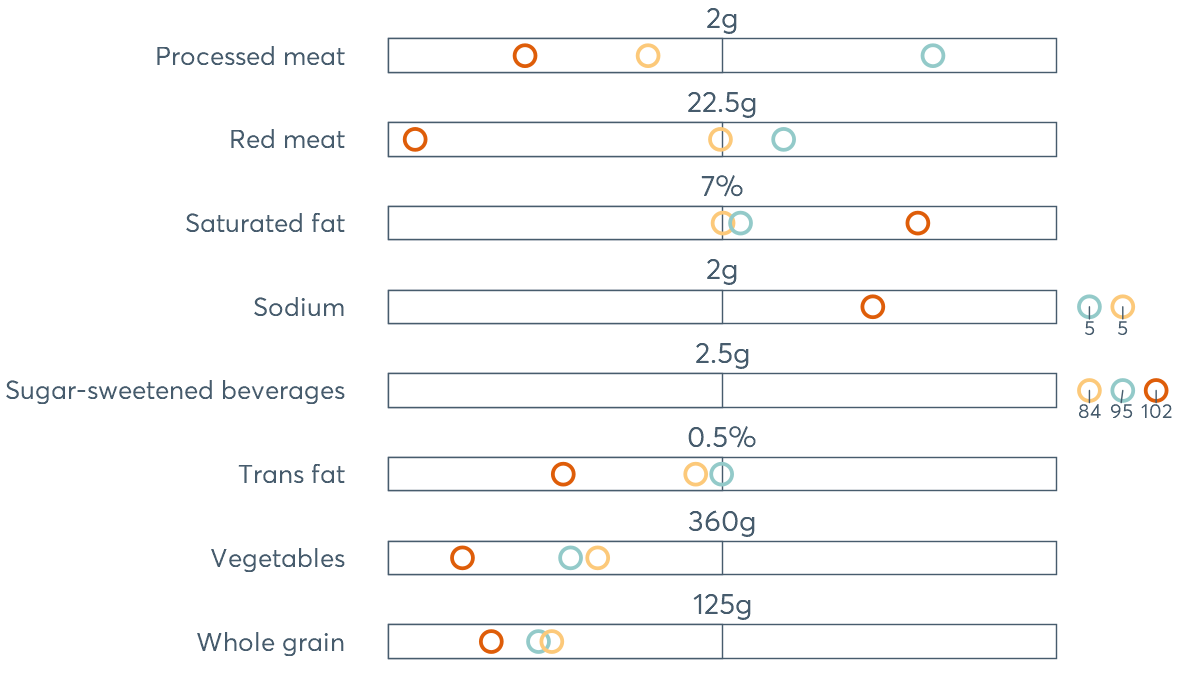 2g
Processed meat
22.5g
Red meat
7%
Saturated fat
2g
Sodium
5 5
2.5g
Sugar-sweetened beverages
84 95 102
0.5%
Trans fat
360g
Vegetables
125g
Whole grain